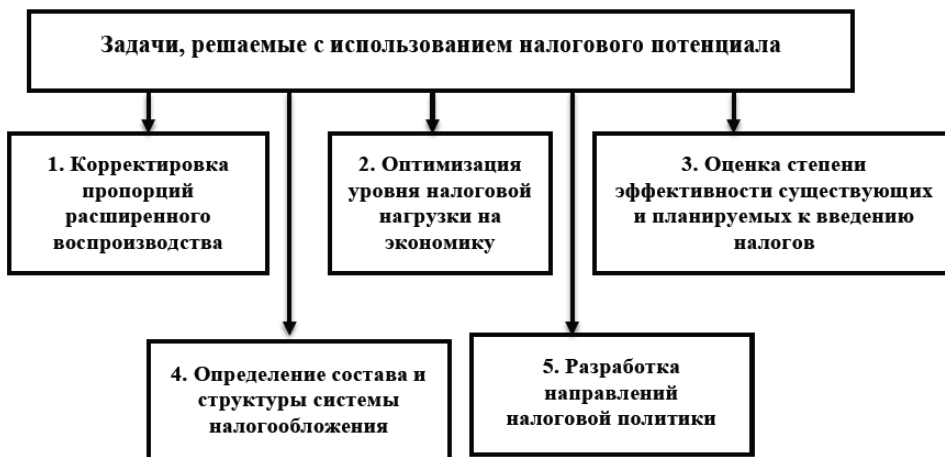 Задачи, решаемые с использованием налогового потенциала
1. Корректировка
пропорций
расширенного
воспроизводства
2. Оптимизация
уровня налоговой
нагрузки на
экономику
3. Оценка степени
эффективности существующих
и планируемых к введению
налогов
4. Определение состава и
структуры системы
налогообложения
5. Разработка
направлений
налоговой политики